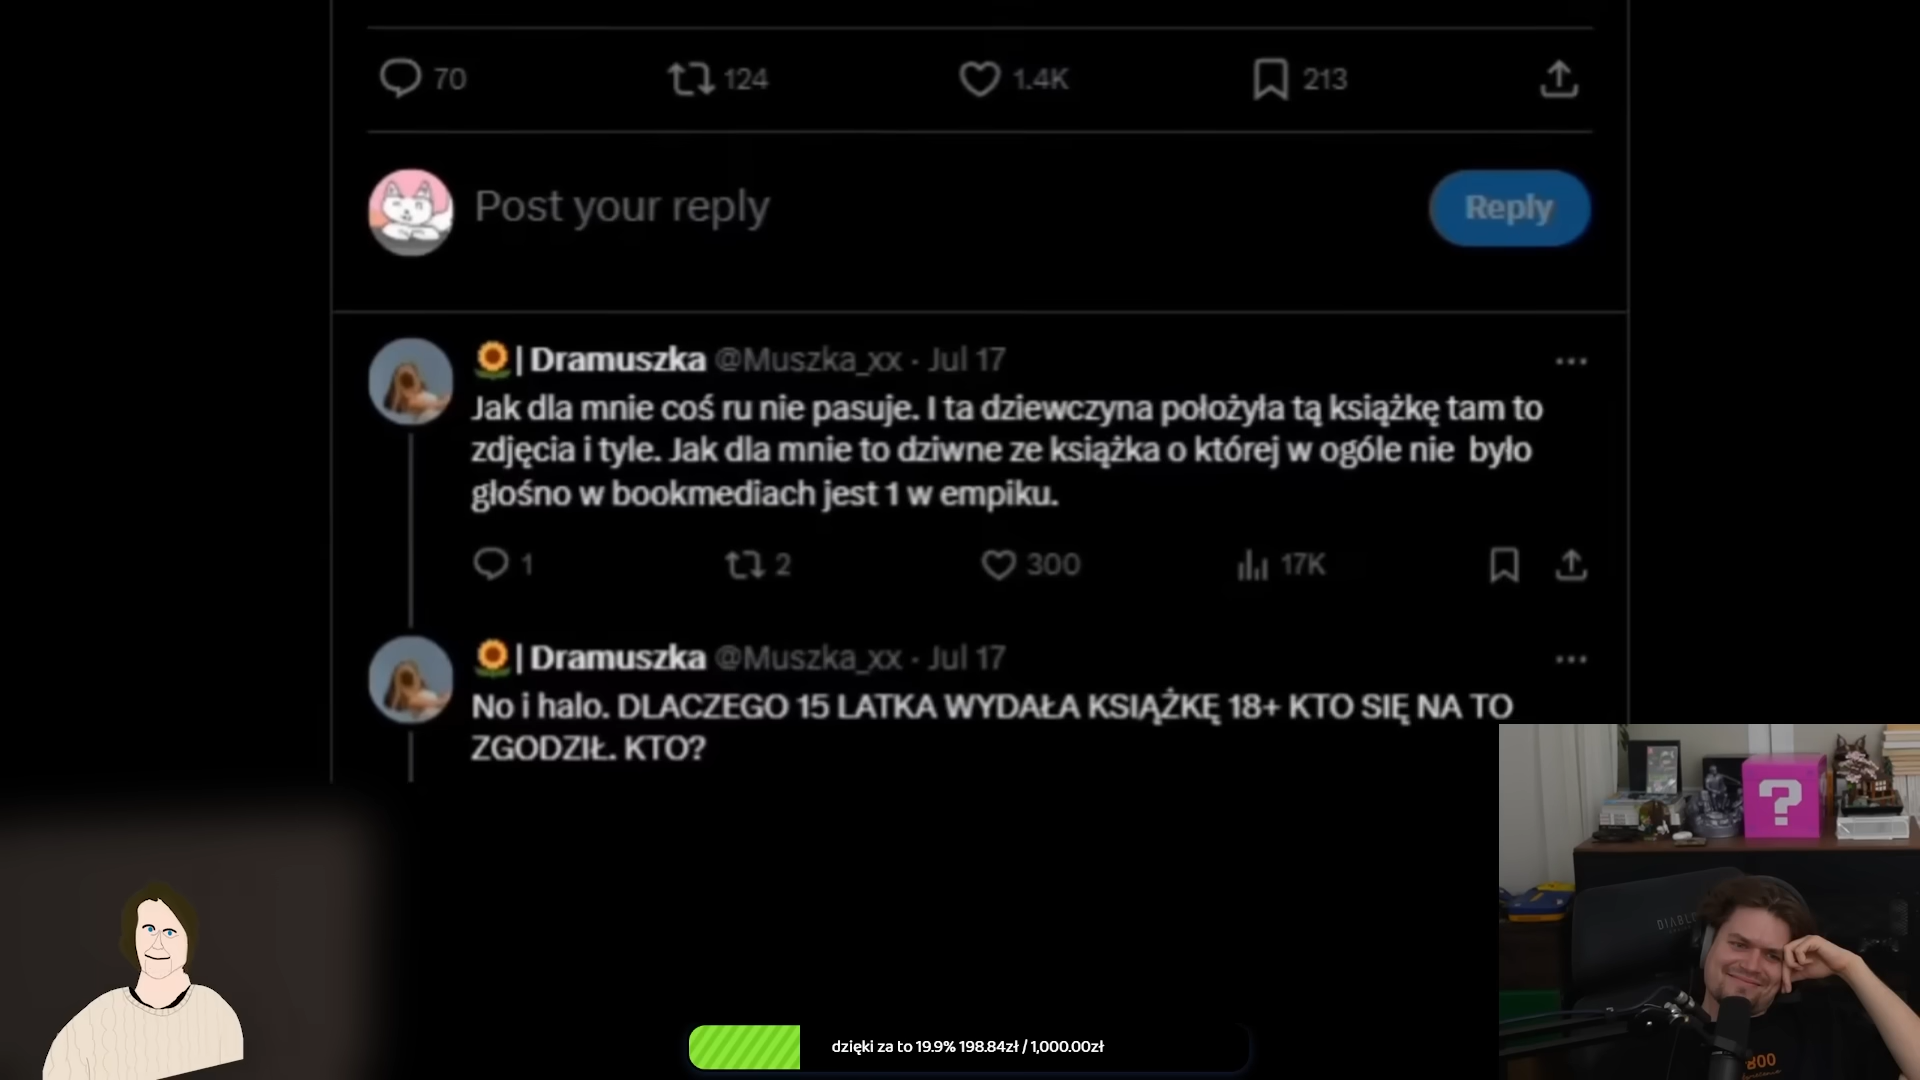 70 124 1.4K 213
Post your reply
Reply
| Dramuszka @Muszka_xx · Jul 17
Jak dla mnie coś ru nie pasuje. I ta dziewczyna położyła tą książkę tam to
zdjęcia i tyle. Jak dla mnie to dziwne ze książka o której w ogóle nie było
głośno w bookmediach jest 1 w empiku.
1 2 300 17K
| Dramuszka @Muszka_xx · Jul 17
No i halo. DLACZEGO 15 LATKA WYDAŁA KSIĄŻKĘ 18+ KTO SIĘ NA TO
ZGODZIŁ. KTO?
?
DIABLO
800
dzięki za to 19.9% 198.84zł / 1,000.00zł